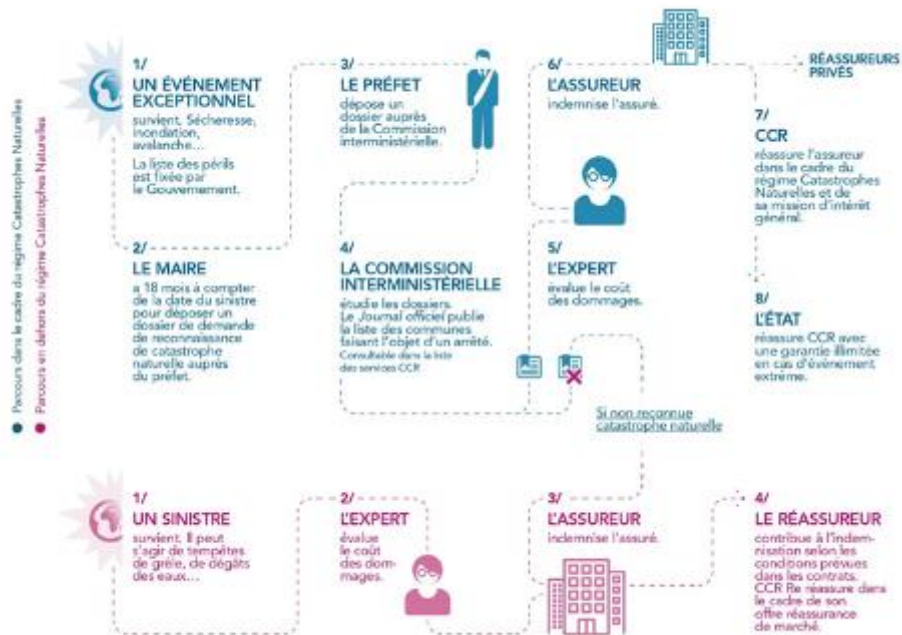 Parcours dans le cadre du régime Catastrophes Naturelles
Parcours en dehors du régime Catastrophes Naturelles
1/
UN ÉVÉNEMENT
EXCEPTIONNEL
survient. Sécheresse,
inondation,
avalanche...
La liste des périls
est fixée par
le Gouvernement.
2/
LE MAIRE
a 18 mois à compter
de la date du sinistre
pour déposer un
dossier de demande
de reconnaissance
de catastrophe
naturelle auprès
du préfet.
3/
LE PRÉFET
dépose un
dossier auprès
de la Commission
interministérielle.
4/
LA COMMISSION
INTERMINISTÉRIELLE
étudie les dossiers.
Le Journal officiel publie
la liste des communes
faisant l'objet d'un arrêté.
Consultable dans la liste
des services CCR
5/
L'EXPERT
évalue le coût
des dommages.
6/
L'ASSUREUR
indemnise l'assuré.
RÉASSUREURS
PRIVÉS
7/
CCR
réassure l'assureur
dans le cadre du
régime Catastrophes
Naturelles et de
sa mission d'intérêt
général.
8/
L'ÉTAT
réassure CCR avec
une garantie illimitée
en cas d'événement
extrême.
Si non reconnue
catastrophe naturelle
1/
UN SINISTRE
survient. Il peut
s'agir de tempêtes
de grêle, de dégâts
des eaux...
2/
L'EXPERT
évalue
le coût
des dom-
mages.
3/
L'ASSUREUR
indemnise l'assuré.
4/
LE RÉASSUREUR
contribue à l'indem-
nisation selon les
conditions prévues
dans les contrats.
CCR Re réassure dans
le cadre de son
offre réassurance
de marché.